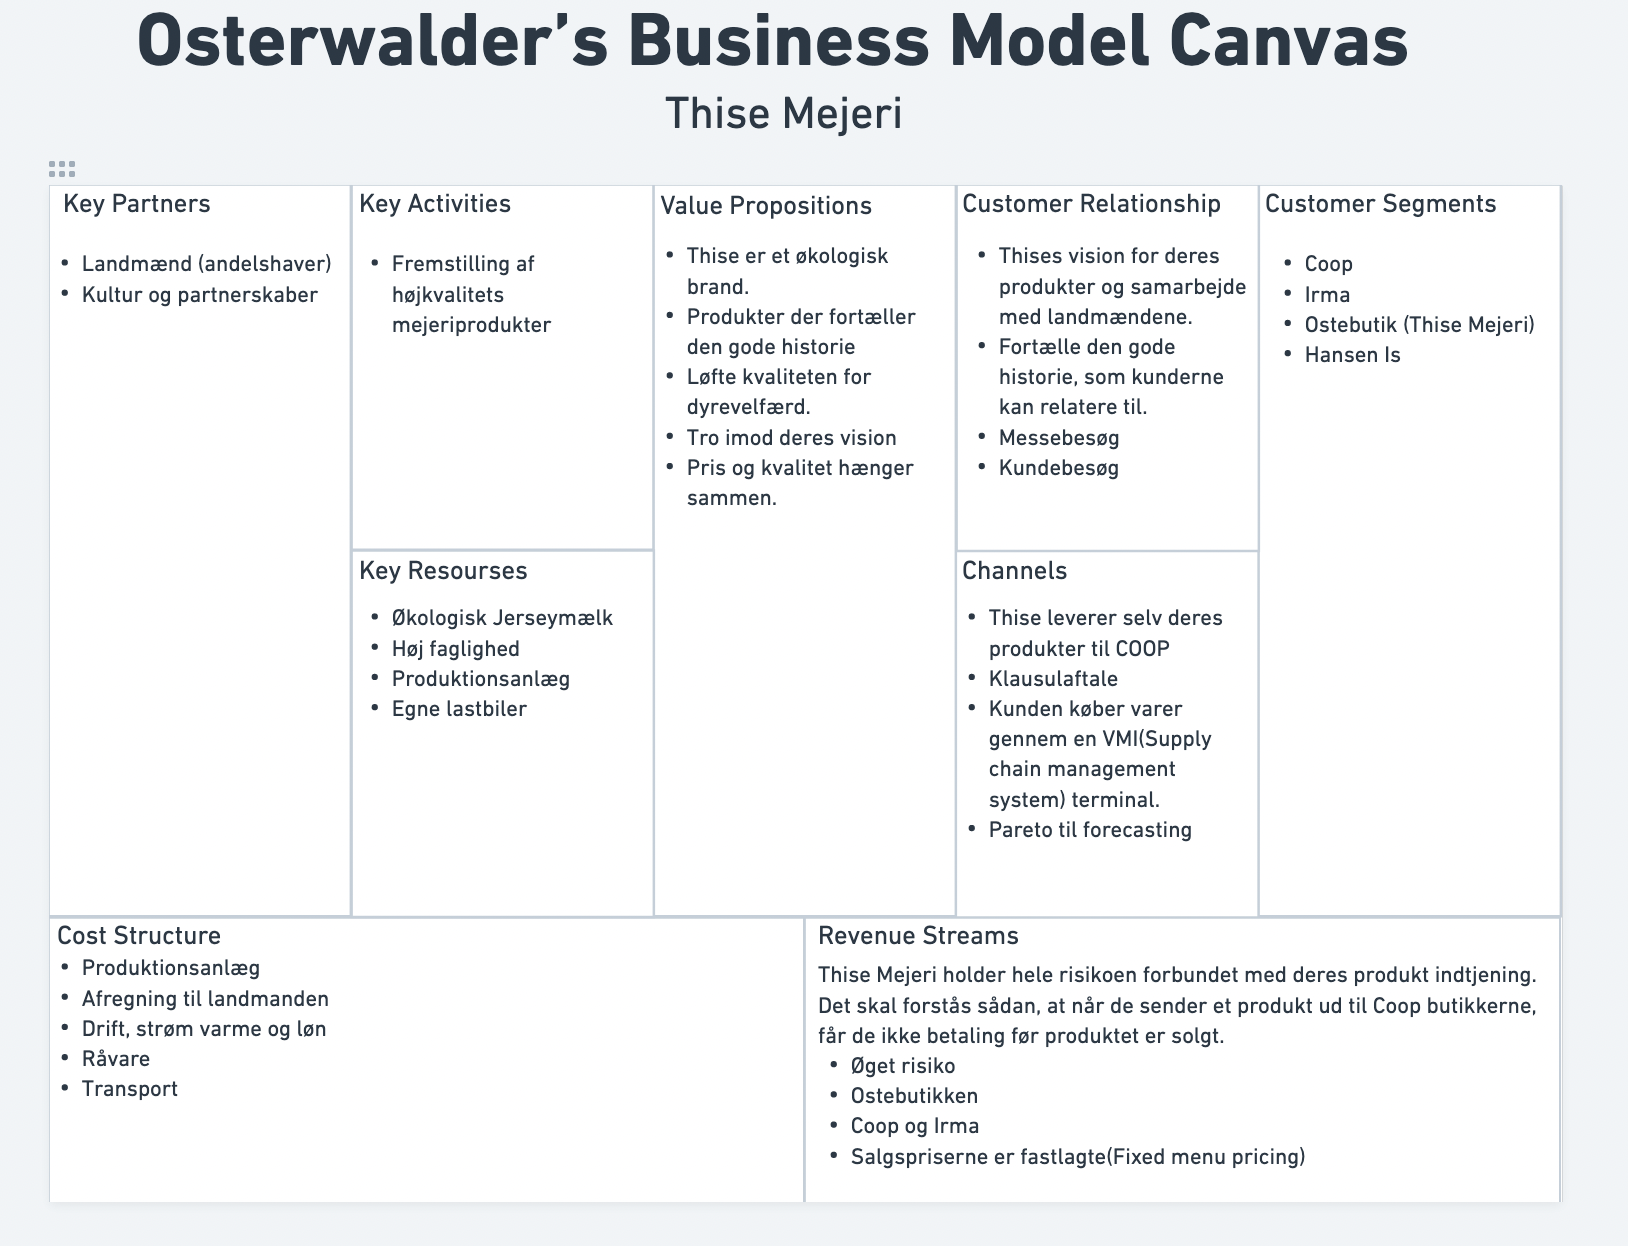 Osterwalder’s Business Model Canvas
Thise Mejeri
Key Partners
• Landmænd (andelshaver)
• Kultur og partnerskaber
Key Activities
• Fremstilling af
højkvalitets
mejeriprodukter
Key Resourses
• Økologisk Jerseymælk
• Høj faglighed
• Produktionsanlæg
• Egne lastbiler
Value Propositions
• Thise er et økologisk
brand.
• Produkter der fortæller
den gode historie
• Løfte kvaliteten for
dyrevelfærd.
• Tro imod deres vision
• Pris og kvalitet hænger
sammen.
Customer Relationship
• Thises vision for deres
produkter og samarbejde
med landmændene.
• Fortælle den gode
historie, som kunderne
kan relatere til.
• Messebesøg
• Kundebesøg
Channels
• Thise leverer selv deres
produkter til COOP
• Klausulaftale
• Kunden køber varer
gennem en VMI(Supply
chain management
system) terminal.
• Pareto til forecasting
Customer Segments
• Coop
• Irma
• Ostebutik (Thise Mejeri)
• Hansen Is
Cost Structure
• Produktionsanlæg
• Afregning til landmanden
• Drift, strøm varme og løn
• Råvare
• Transport
Revenue Streams
Thise Mejeri holder hele risikoen forbundet med deres produkt indtjening.
Det skal forstås sådan, at når de sender et produkt ud til Coop butikkerne,
får de ikke betaling før produktet er solgt.
• Øget risiko
• Ostebutikken
• Coop og Irma
• Salgspriserne er fastlagte(Fixed menu pricing)